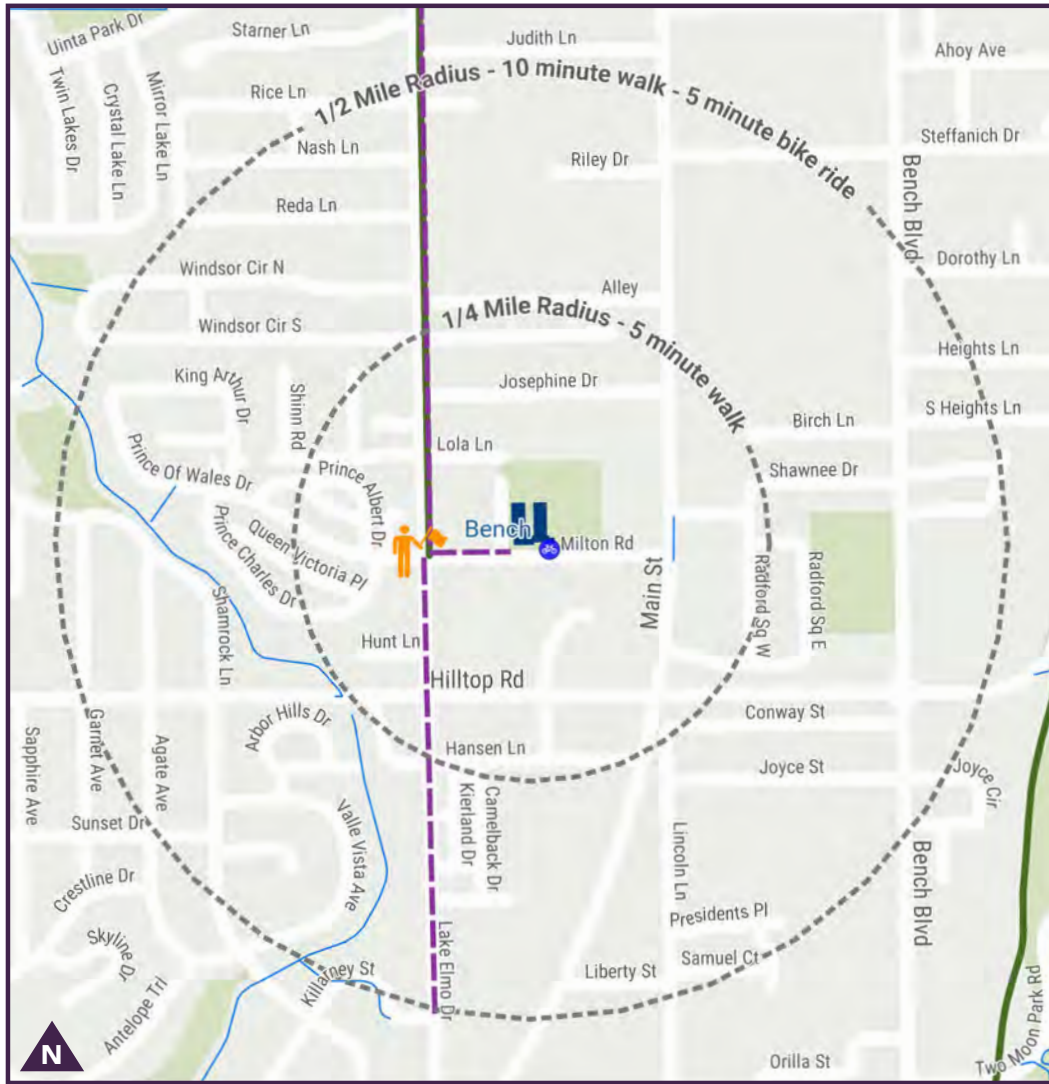 Uinta Park Dr
Starner Ln
Judith Ln
Ahoy Ave
Twin Lakes Dr
Crystal Lake Ln
Mirror Lake Ln
Rice Ln
1/2 Mile Radius - 10 minute walk - 5 minute bike ride
Nash Ln
Steffanich Dr
Riley Dr
Bench Blvd
Reda Ln
Windsor Cir N
Dorothy Ln
Alley
Windsor Cir S
1/4 Mile Radius - 5 minute walk
Heights Ln
King Arthur Dr
Shinn Rd
Josephine Dr
S Heights Ln
Birch Ln
Lola Ln
Prince Of Wales Dr
Prince Albert Dr
Shawnee Dr
Bench
Milton Rd
Queen Victoria Pl
Prince Charles Dr
Main St
Radford Sq W
Radford Sq E
Shamrock Ln
Hunt Ln
Hilltop Rd
Conway St
Arbor Hills Dr
Sapphire Ave
Garnet Ave
Agate Ave
Hansen Ln
Joyce St
Joyce Cir
Kierland Dr
Camelback Dr
Sunset Dr
Valle Vista Ave
Lincoln Ln
Bench Blvd
Crestline Dr
Presidents Pl
Skyline Dr
Lake Elmo Dr
Samuel Ct
Killarney St
Liberty St
Antelope Trl
Two Moon Park Rd
N
Orilla St